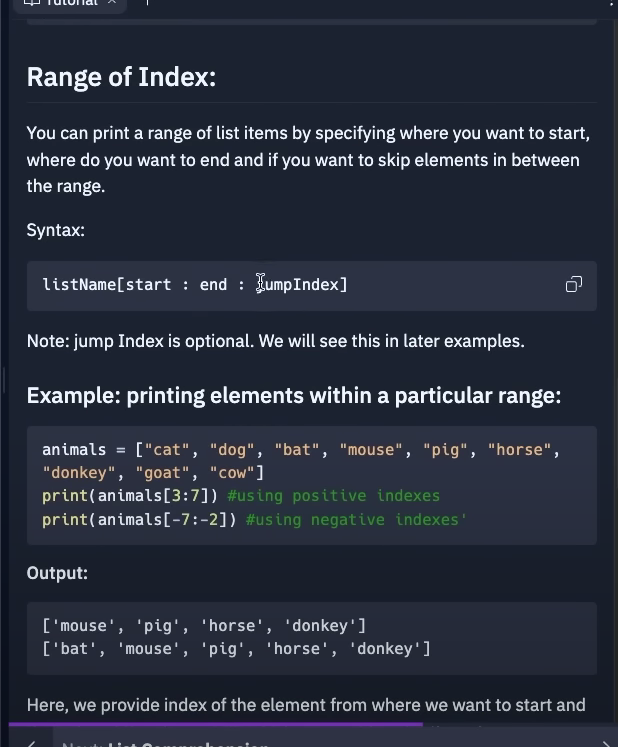 Tutorial
Range of Index:
You can print a range of list items by specifying where you want to start,
where do you want to end and if you want to skip elements in between
the range.
Syntax:
listName[start : end : jumpIndex]
Note: jump Index is optional. We will see this in later examples.
Example: printing elements within a particular range:
animals = ["cat", "dog", "bat", "mouse", "pig", "horse",
"donkey", "goat", "cow"]
print(animals[3:7]) #using positive indexes
print(animals[-7:-2]) #using negative indexes'
Output:
['mouse', 'pig', 'horse', 'donkey']
['bat', 'mouse', 'pig', 'horse', 'donkey']
Here, we provide index of the element from where we want to start and
Next: List Comprehension